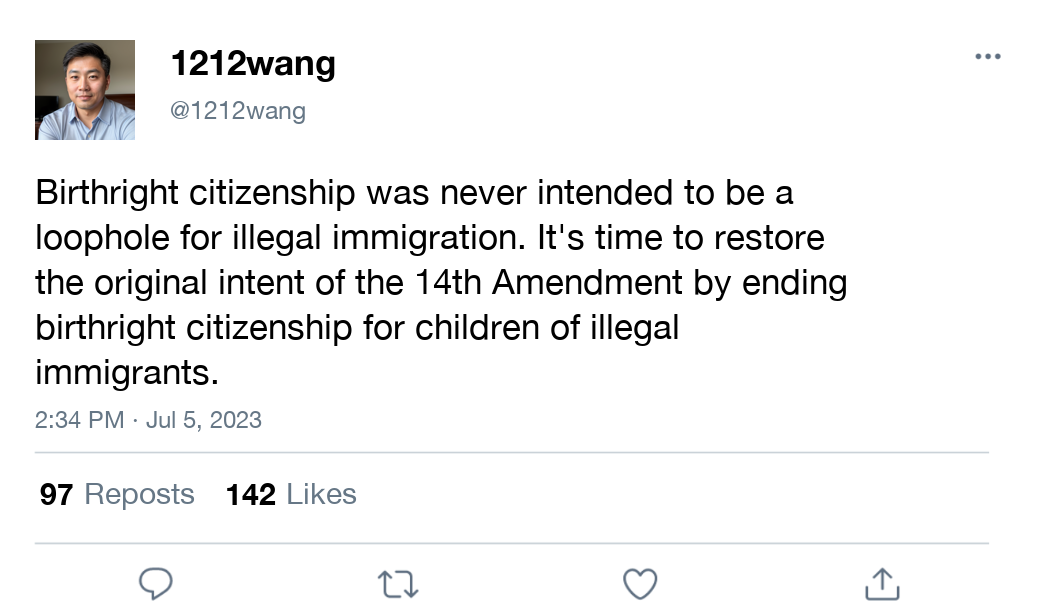 1212wang
@1212wang
Birthright citizenship was never intended to be a
loophole for illegal immigration. It's time to restore
the original intent of the 14th Amendment by ending
birthright citizenship for children of illegal
immigrants.
2:34 PM · Jul 5, 2023
97 Reposts 142 Likes